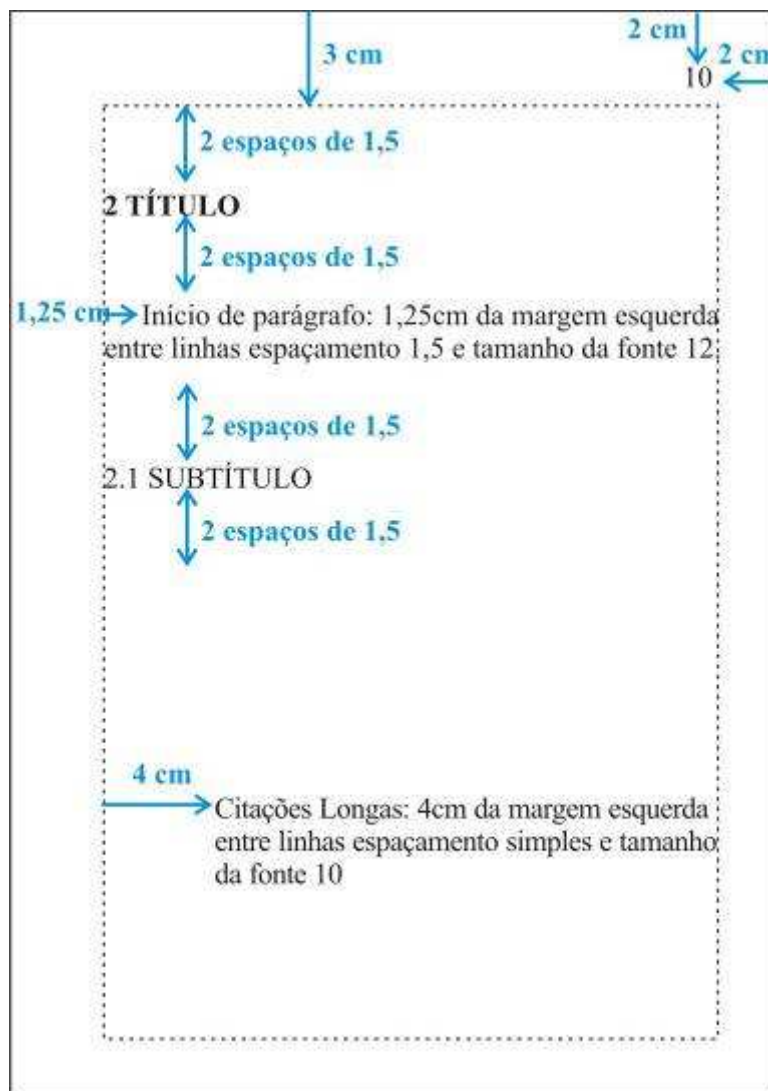 3 cm
2 cm
2 cm
10
2 espaços de 1,5
2 TÍTULO
2 espaços de 1,5
1,25 cm
Início de parágrafo: 1,25cm da margem esquerda
entre linhas espaçamento 1,5 e tamanho da fonte 12
2 espaços de 1,5
2.1 SUBTÍTULO
2 espaços de 1,5
4 cm
Citações Longas: 4cm da margem esquerda
entre linhas espaçamento simples e tamanho
da fonte 10